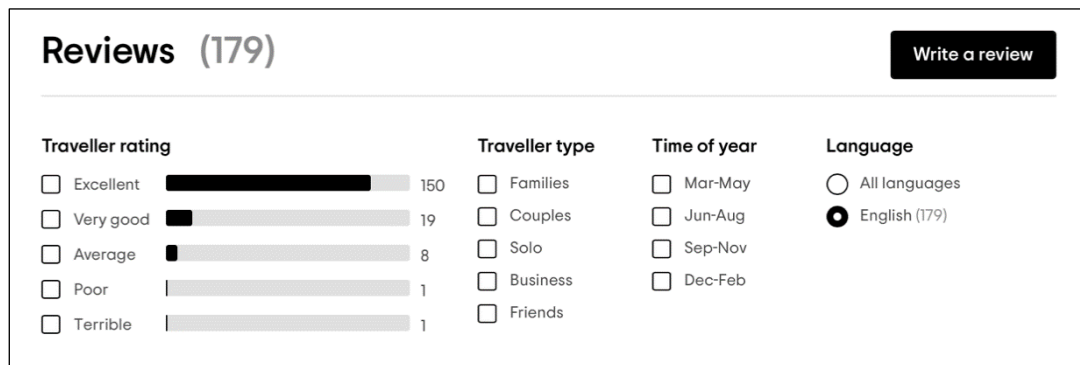 Reviews (179)
Write a review
Traveller rating
Excellent 150
Very good 19
Average 8
Poor 1
Terrible 1
Traveller type
Families
Couples
Solo
Business
Friends
Time of year
Mar-May
Jun-Aug
Sep-Nov
Dec-Feb
Language
All languages
English (179)